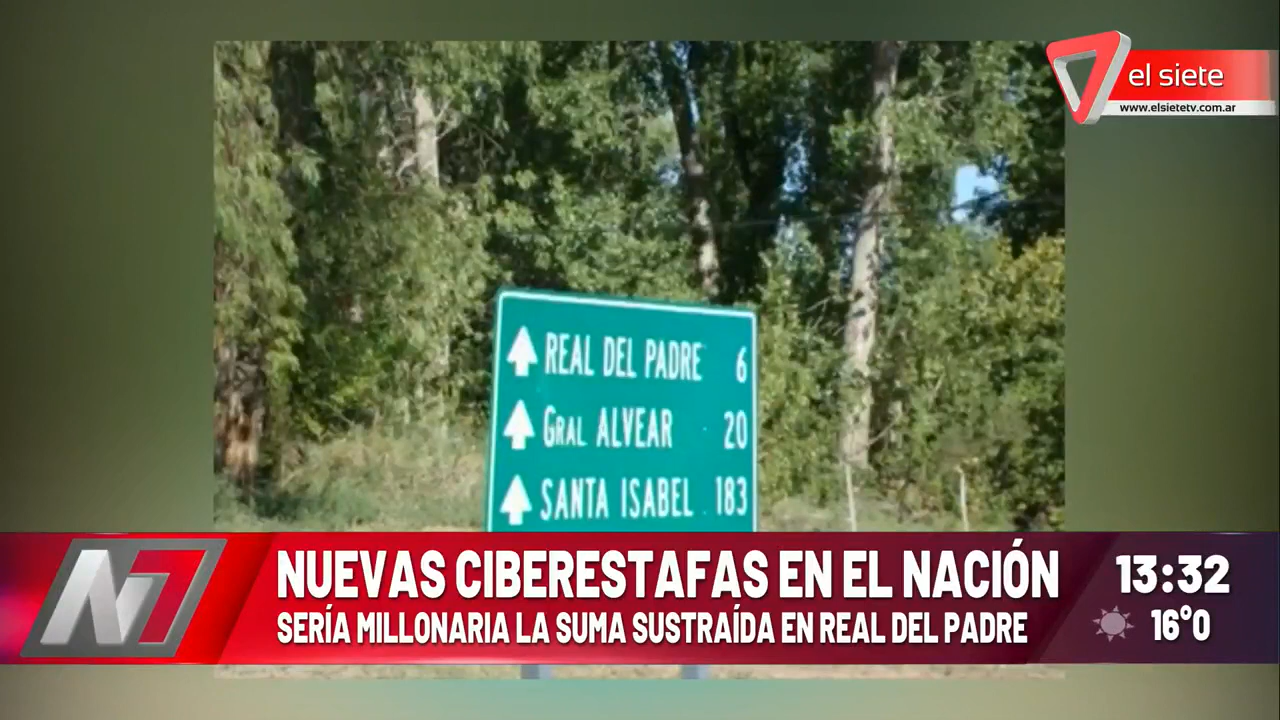 el siete
www.elsietetv.com.ar
REAL DEL PADRE 6
Gral ALVEAR 20
SANTA ISABEL 183
N7
NUEVAS CIBERESTAFAS EN EL NACIÓN
SERÍA MILLONARIA LA SUMA SUSTRAÍDA EN REAL DEL PADRE
13:32
16°0